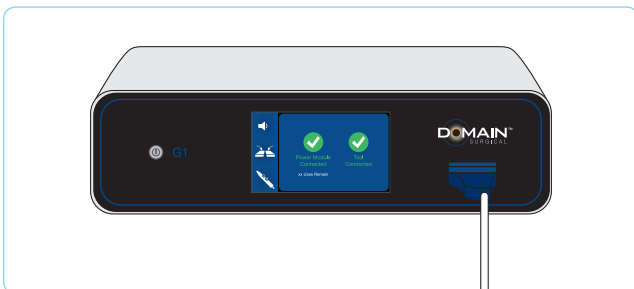 G1
Power Module
Connected
Tool
Connected
xx Uses Remain
DOMAIN™
SURGICAL